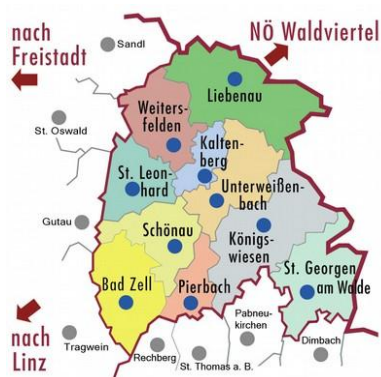 nach
Freistadt
Sandl
NÖ Waldviertel
Liebenau
Weiters-
felden
St. Oswald
Kalten-
berg
St. Leon-
hard
Unterweißen-
bach
Gutau
Schönau
Königs-
wiesen
St. Georgen
am Walde
Bad Zell
Pierbach
nach
Linz
Tragwein
Rechberg
St. Thomas a. B.
Pabneu-
kirchen
Dimbach